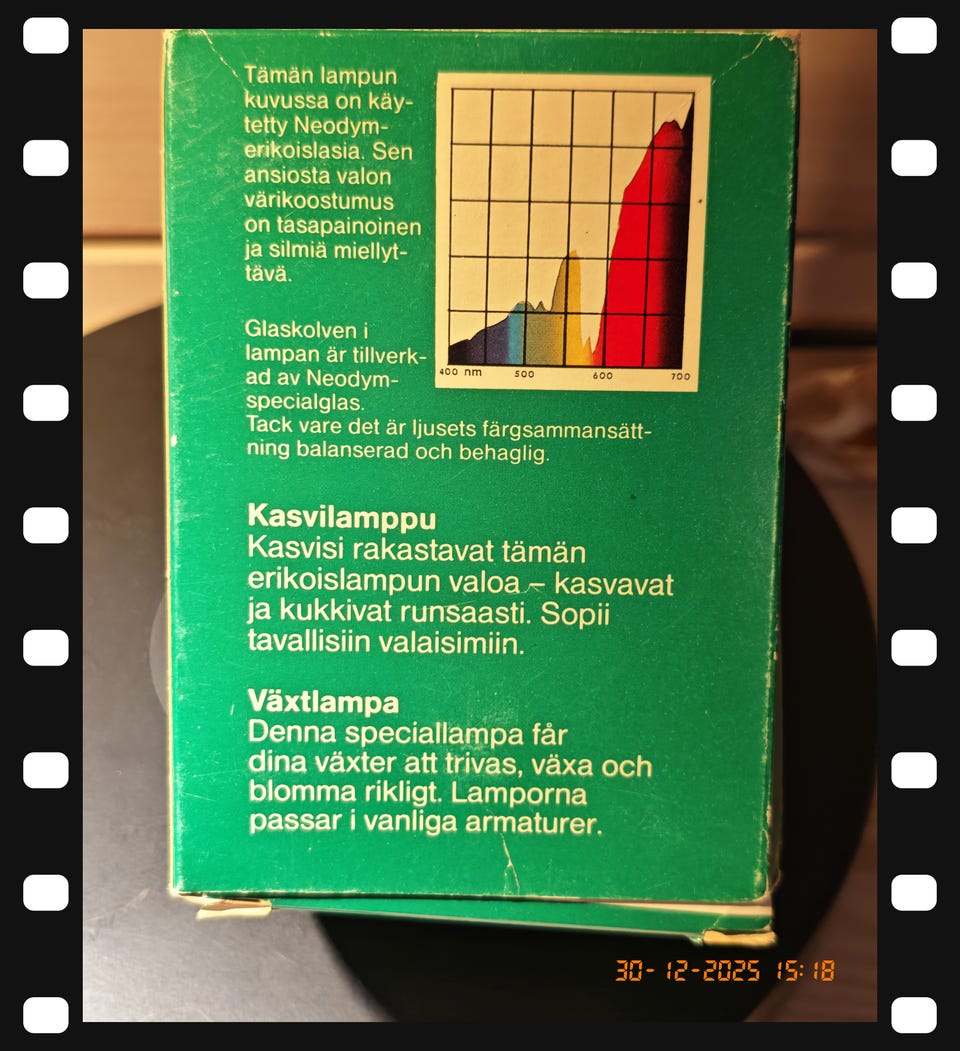 Tämän lampun
kuvussa on käy-
tetty Neodym-
erikoislasia. Sen
ansiosta valon
värikoostumus
on tasapainoinen
ja silmiä miellyt-
tävä.
Glaskolven i
lampan är tillverk-
ad av Neodym-
specialglas.
Tack vare det är ljusets färgsammansätt-
ning balanserad och behaglig.
400 nm 500 600 700
Kasvilamppu
Kasvisi rakastavat tämän
erikoislampun valoa – kasvavat
ja kukkivat runsaasti. Sopii
tavallisiin valaisimiin.
Växtlampa
Denna speciallampa får
dina växter att trivas, växa och
blomma rikligt. Lamporna
passar i vanliga armaturer.
30-12-2025 15:18